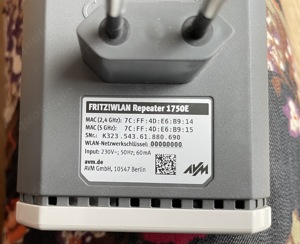 FRITZ!WLAN Repeater 1750E
MAC (2,4 GHz): 7C:FF:4D:E6:B9:14
MAC (5 GHz): 7C:FF:4D:E6:B9:15
SNr.: K323.543.61.880.690
WLAN-Netzwerkschlüssel: 00000000
Input: 230V~; 50Hz; 60mA
avm.de
AVM GmbH, 10547 Berlin
AVM